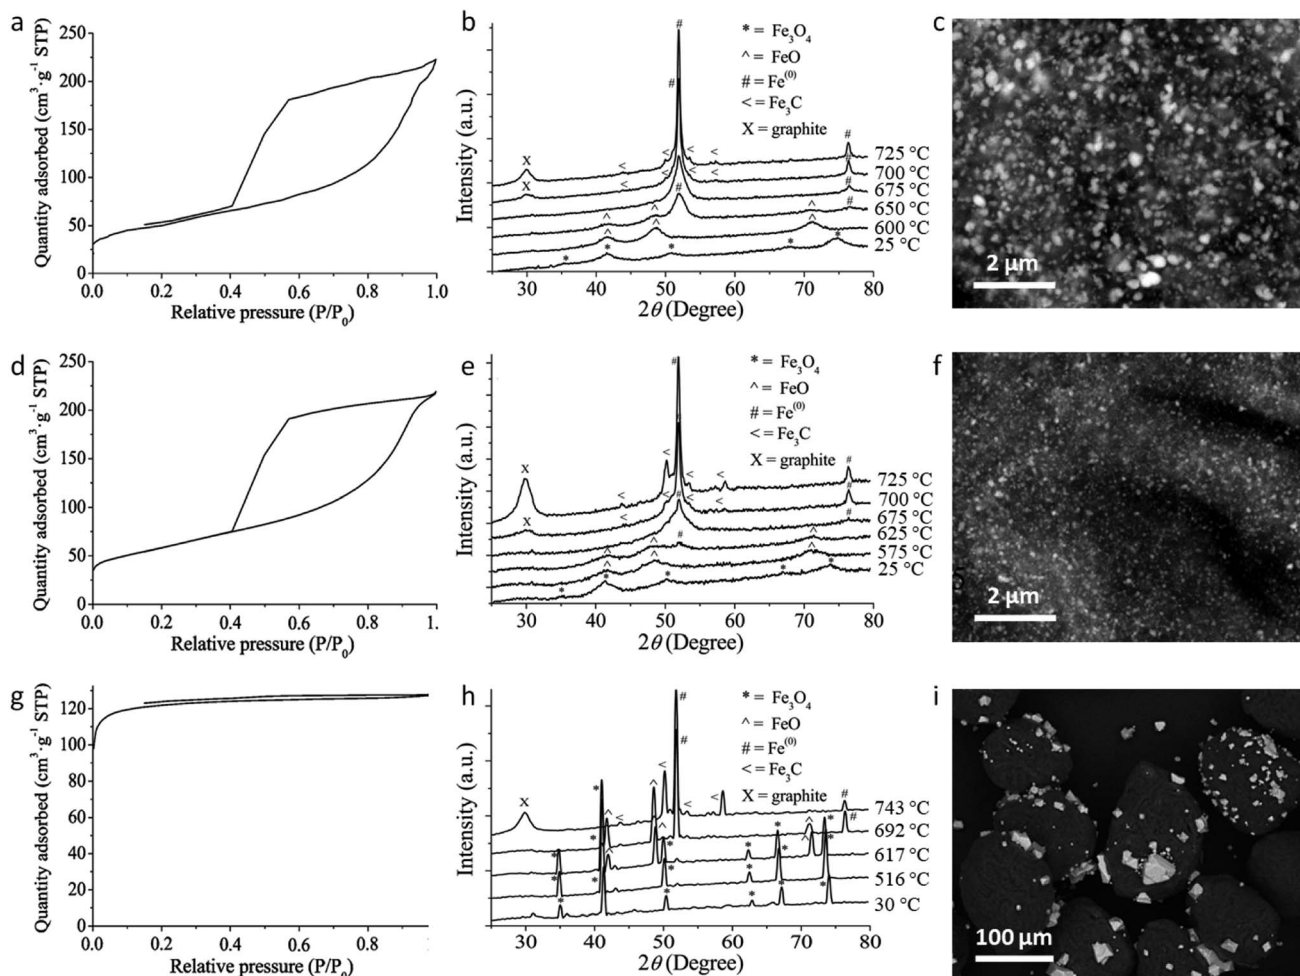 a
Quantity adsorbed (cm³·g⁻¹ STP)
250
200
150
100
50
0
0.0 0.2 0.4 0.6 0.8 1.0
Relative pressure (P/P₀)
b
Intensity (a.u.)
#
* = Fe₃O₄
^ = FeO
# = Fe⁽⁰⁾
< = Fe₃C
X = graphite
725 °C
700 °C
675 °C
650 °C
600 °C
25 °C
30 40 50 60 70 80
2θ (Degree)
c
2 µm
d
Quantity adsorbed (cm³·g⁻¹ STP)
250
200
150
100
50
0
0.0 0.2 0.4 0.6 0.8 1.
Relative pressure (P/P₀)
e
Intensity (a.u.)
#
* = Fe₃O₄
^ = FeO
# = Fe⁽⁰⁾
< = Fe₃C
X = graphite
725 °C
700 °C
675 °C
625 °C
575 °C
25 °C
30 40 50 60 70 80
2θ (Degree)
f
2 µm
g
Quantity adsorbed (cm³·g⁻¹ STP)
120
100
80
60
40
20
0
0.0 0.2 0.4 0.6 0.8 1.0
Relative pressure (P/P₀)
h
Intensity (a.u.)
#
* = Fe₃O₄
^ = FeO
# = Fe⁽⁰⁾
< = Fe₃C
X = graphite
743 °C
692 °C
617 °C
516 °C
30 °C
30 40 50 60 70 80
2θ (Degree)
i
100 µm